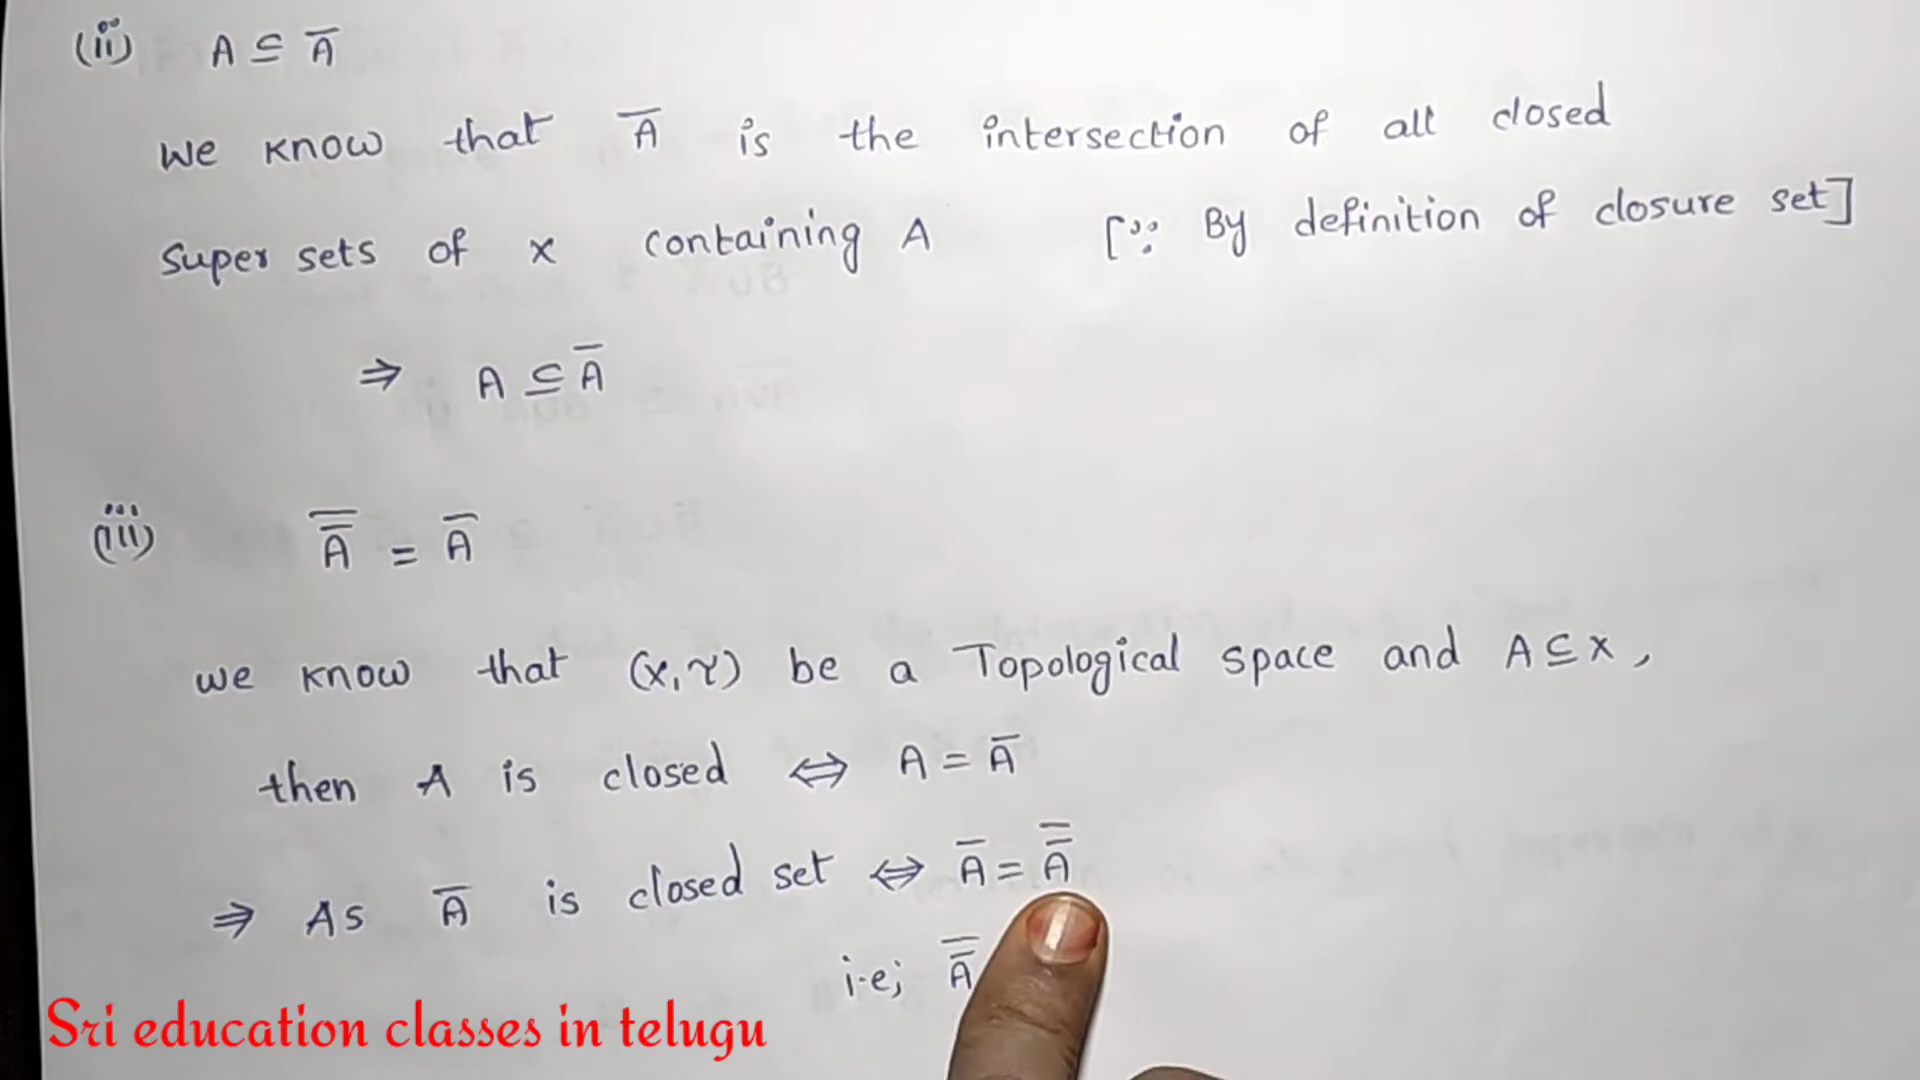 (ii) A ⊆ A̅
We know that A̅ is the intersection of all closed
super sets of x containing A [∵ By definition of closure set]
⇒ A ⊆ A̅
(iii) A̿ = A̅
we know that (x, τ) be a Topological space and A ⊆ x,
then A is closed ⇔ A = A̅
⇒ As A̅ is closed set ⇔ A̅ = A̿
i.e; A̿
Sri education classes in telugu